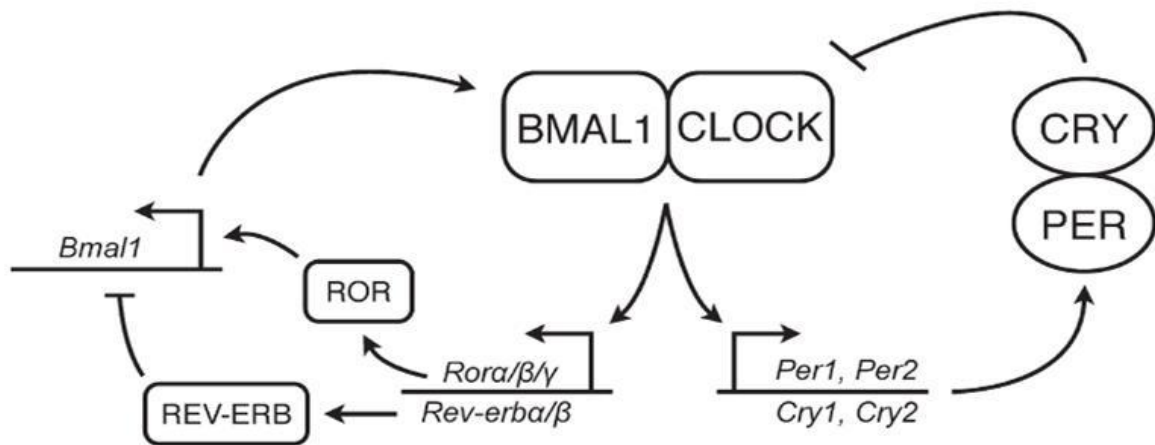 BMAL1
CLOCK
CRY
PER
Bmal1
ROR
REV-ERB
Rorα/β/γ
Rev-erbα/β
Per1, Per2
Cry1, Cry2